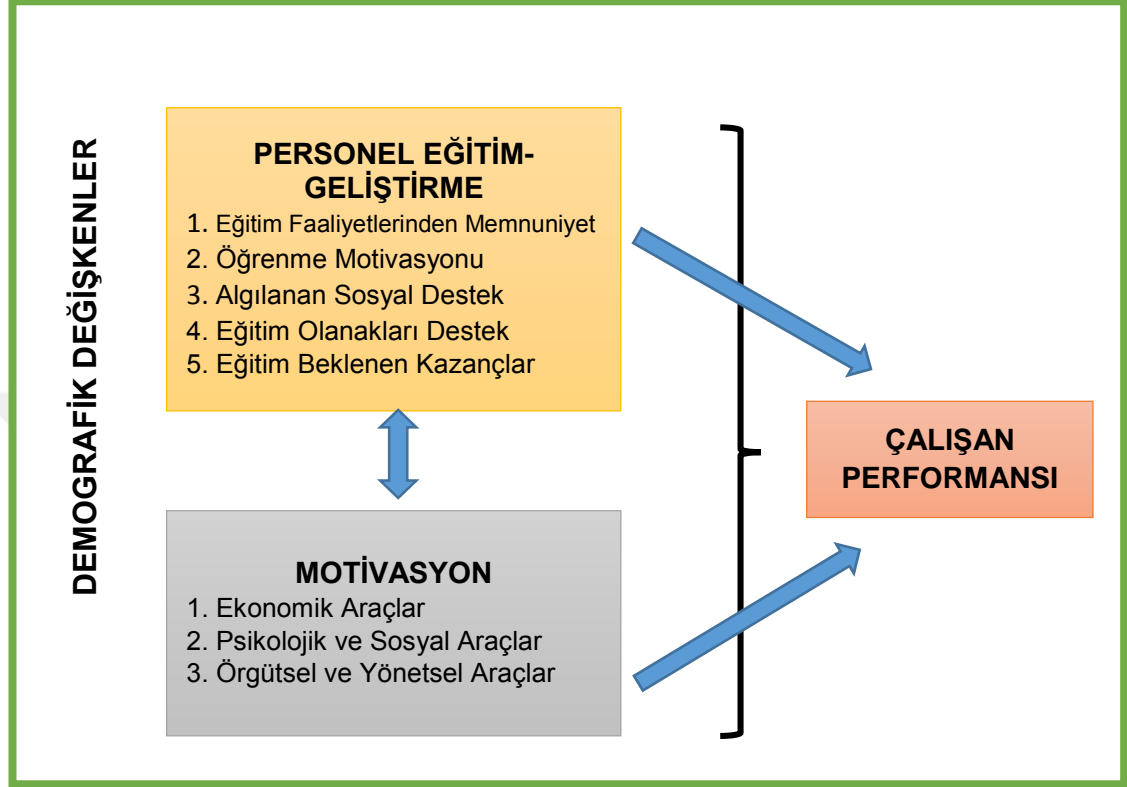 DEMOGRAFİK DEĞİŞKENLER
PERSONEL EĞİTİM-
GELİŞTİRME
1. Eğitim Faaliyetlerinden Memnuniyet
2. Öğrenme Motivasyonu
3. Algılanan Sosyal Destek
4. Eğitim Olanakları Destek
5. Eğitim Beklenen Kazançlar
MOTİVASYON
1. Ekonomik Araçlar
2. Psikolojik ve Sosyal Araçlar
3. Örgütsel ve Yönetsel Araçlar
ÇALIŞAN
PERFORMANSI